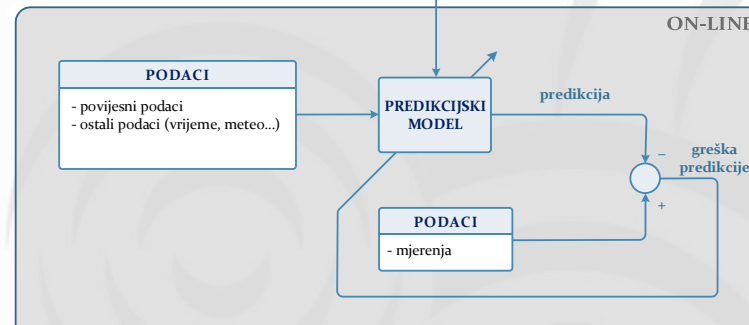 ON-LINE
PODACI
- povijesni podaci
- ostali podaci (vrijeme, meteo...)
PREDIKCIJSKI
MODEL
predikcija
−
greška
predikcije
+
PODACI
- mjerenja